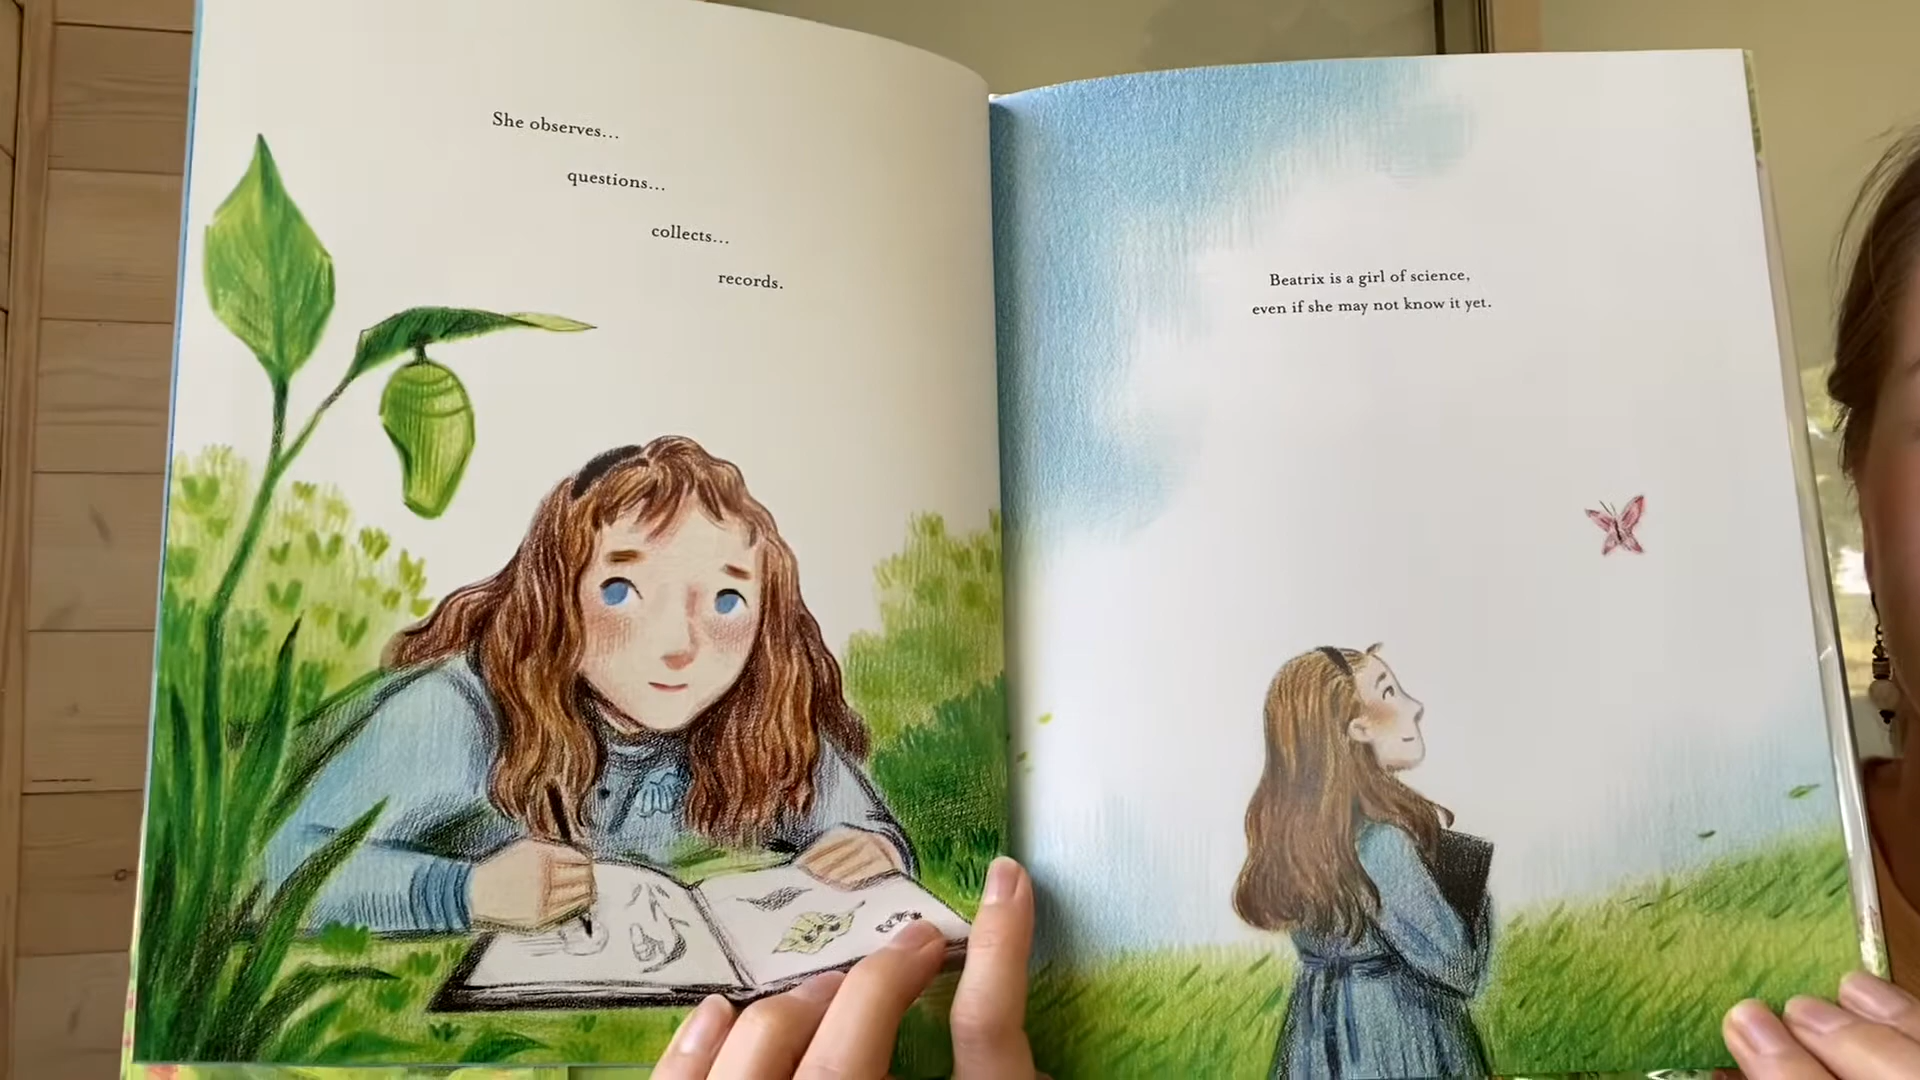 She observes...
questions...
collects...
records.
Beatrix is a girl of science,
even if she may not know it yet.